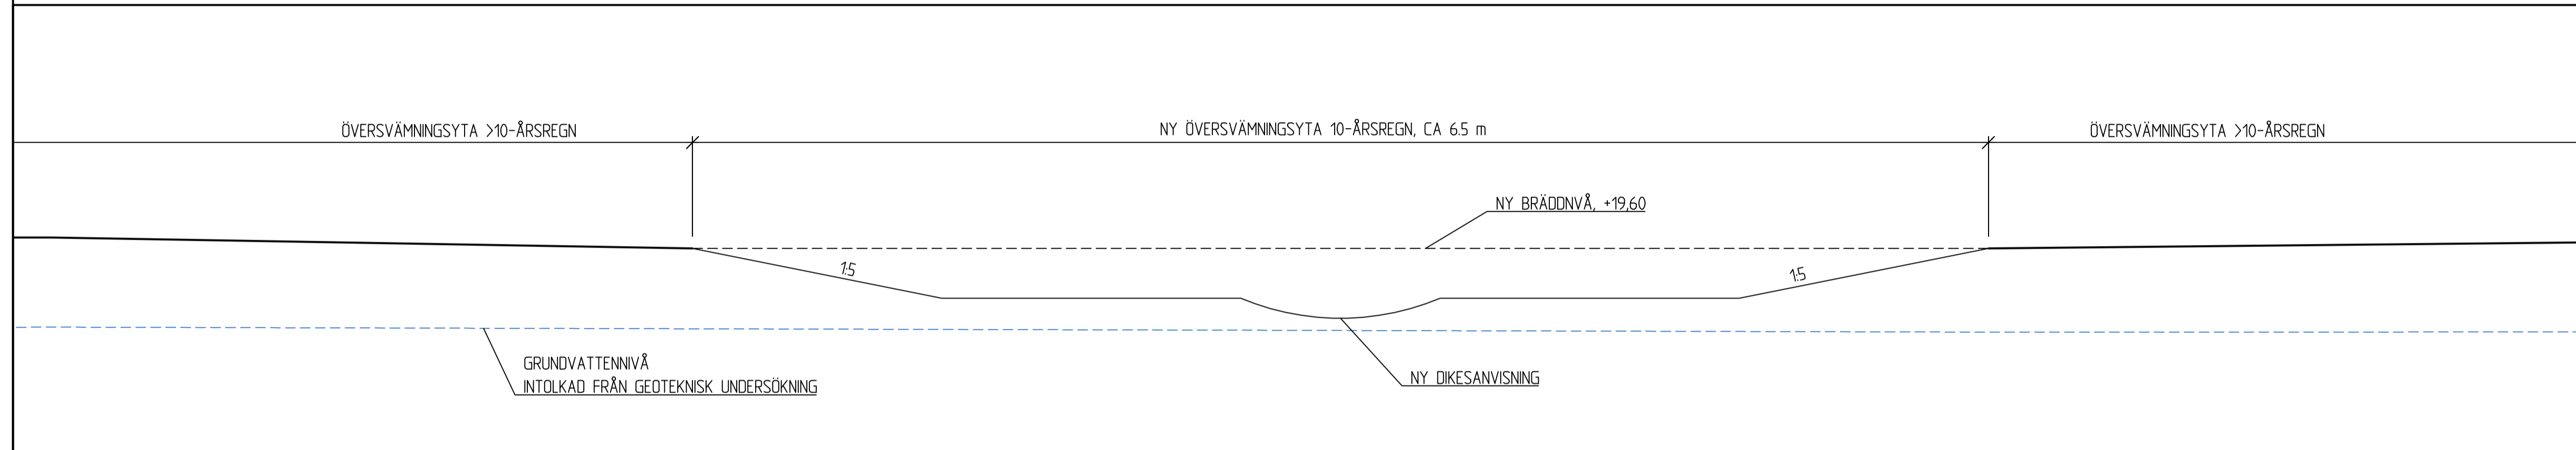 ÖVERSVÄMNINGSYTA >10-ÅRSREGN
NY ÖVERSVÄMNINGSYTA 10-ÅRSREGN, CA 6.5 m
ÖVERSVÄMNINGSYTA >10-ÅRSREGN
NY BRÄDDNVÅ, +19,60
1:5
1:5
GRUNDVATTENNIVÅ
INTOLKAD FRÅN GEOTEKNISK UNDERSÖKNING
NY DIKESANVISNING